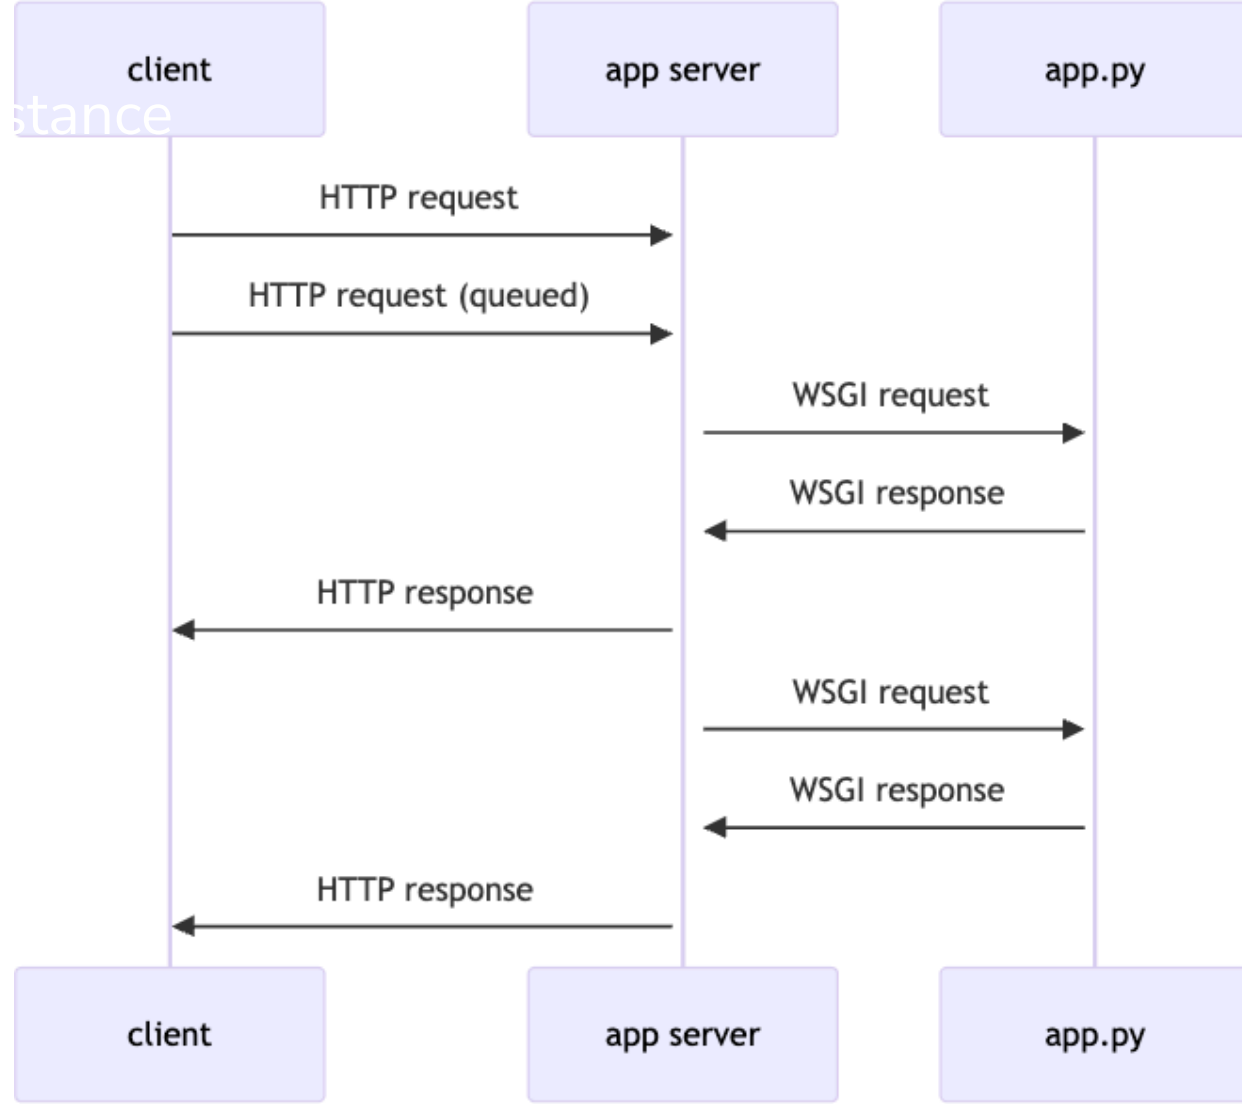 client
app server
app.py
stance
HTTP request
HTTP request (queued)
WSGI request
WSGI response
HTTP response
WSGI request
WSGI response
HTTP response
client
app server
app.py